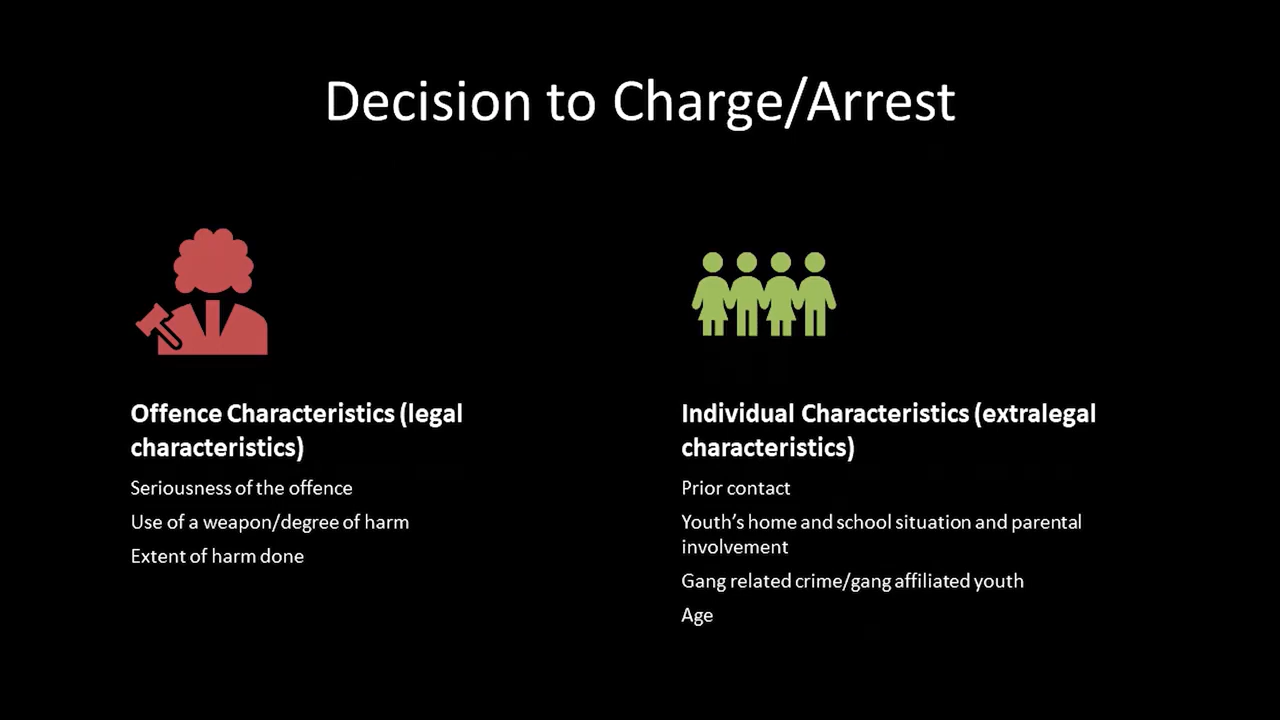 Decision to Charge/Arrest
Offence Characteristics (legal
characteristics)
Seriousness of the offence
Use of a weapon/degree of harm
Extent of harm done
Individual Characteristics (extralegal
characteristics)
Prior contact
Youth’s home and school situation and parental
involvement
Gang related crime/gang affiliated youth
Age